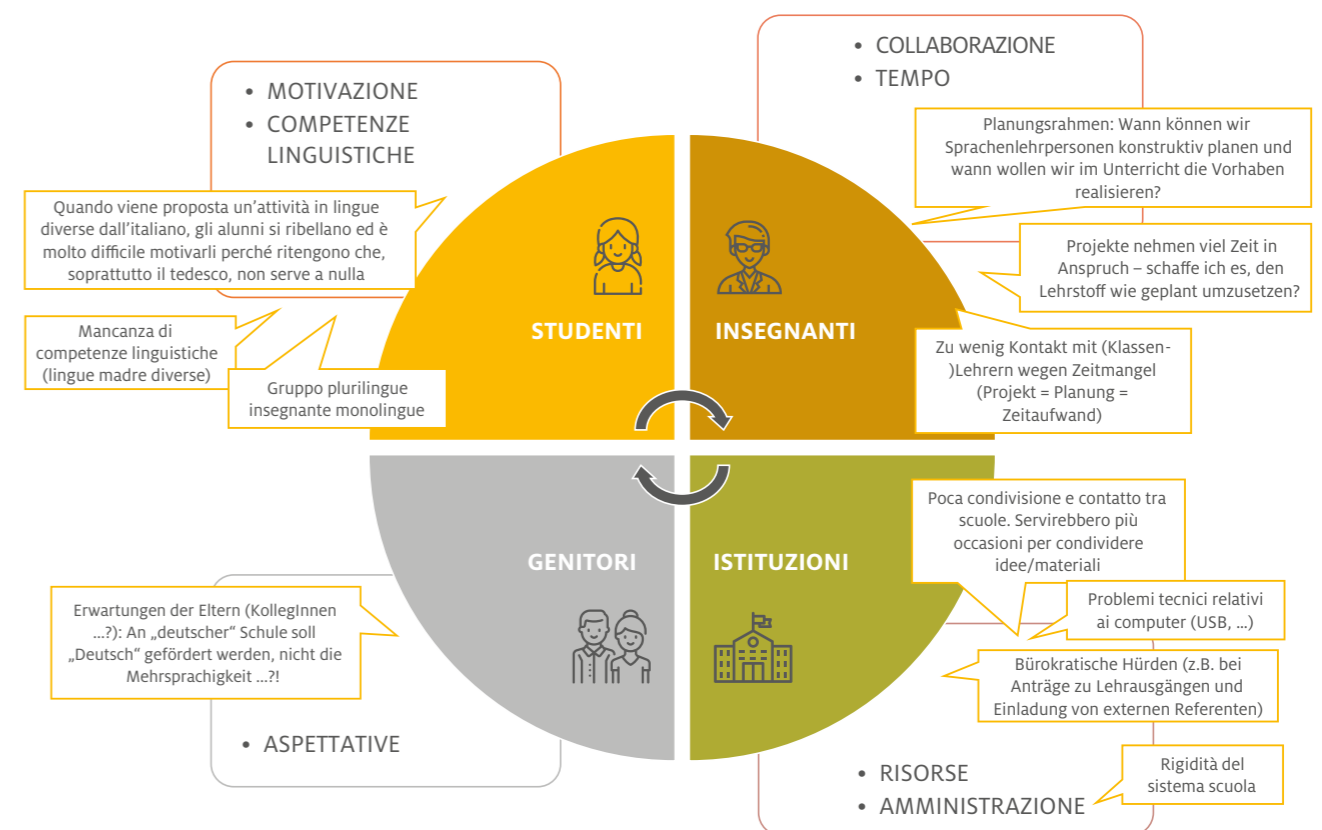 • MOTIVAZIONE
• COMPETENZE
LINGUISTICHE
Quando viene proposta un'attività in lingue
diverse dall'italiano, gli alunni si ribellano ed è
molto difficile motivarli perché ritengono che,
soprattutto il tedesco, non serve a nulla
Mancanza di
competenze linguistiche
(lingue madre diverse)
Gruppo plurilingue
insegnante monolingue
STUDENTI
• COLLABORAZIONE
• TEMPO
Planungsrahmen: Wann können wir
Sprachenlehrpersonen konstruktiv planen und
wann wollen wir im Unterricht die Vorhaben
realisieren?
Projekte nehmen viel Zeit in
Anspruch – schaffe ich es, den
Lehrstoff wie geplant umzusetzen?
Zu wenig Kontakt mit (Klassen-
)Lehrern wegen Zeitmangel
(Projekt = Planung =
Zeitaufwand)
INSEGNANTI
GENITORI
Erwartungen der Eltern (KollegInnen
...?): An „deutscher“ Schule soll
„Deutsch“ gefördert werden, nicht die
Mehrsprachigkeit ...?!
• ASPETTATIVE
ISTITUZIONI
Poca condivisione e contatto tra
scuole. Servirebbero più
occasioni per condividere
idee/materiali
Problemi tecnici relativi
ai computer (USB, ...)
Bürokratische Hürden (z.B. bei
Anträge zu Lehrausgängen und
Einladung von externen Referenten)
Rigidità del
sistema scuola
• RISORSE
• AMMINISTRAZIONE